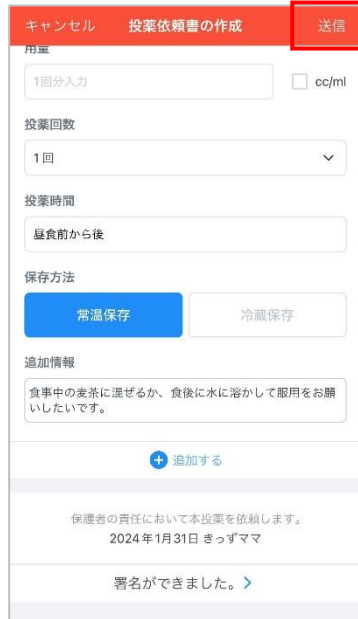 キャンセル 投薬依頼書の作成 送信
用量
1回分入力 cc/ml
投薬回数
1回
投薬時間
昼食前から後
保存方法
常温保存 冷蔵保存
追加情報
食事中の麦茶に混ぜるか、食後に水に溶かして服用をお願
いしたいです。
追加する
保護者の責任において本投薬を依頼します。
2024年1月31日 きっずママ
署名ができました。